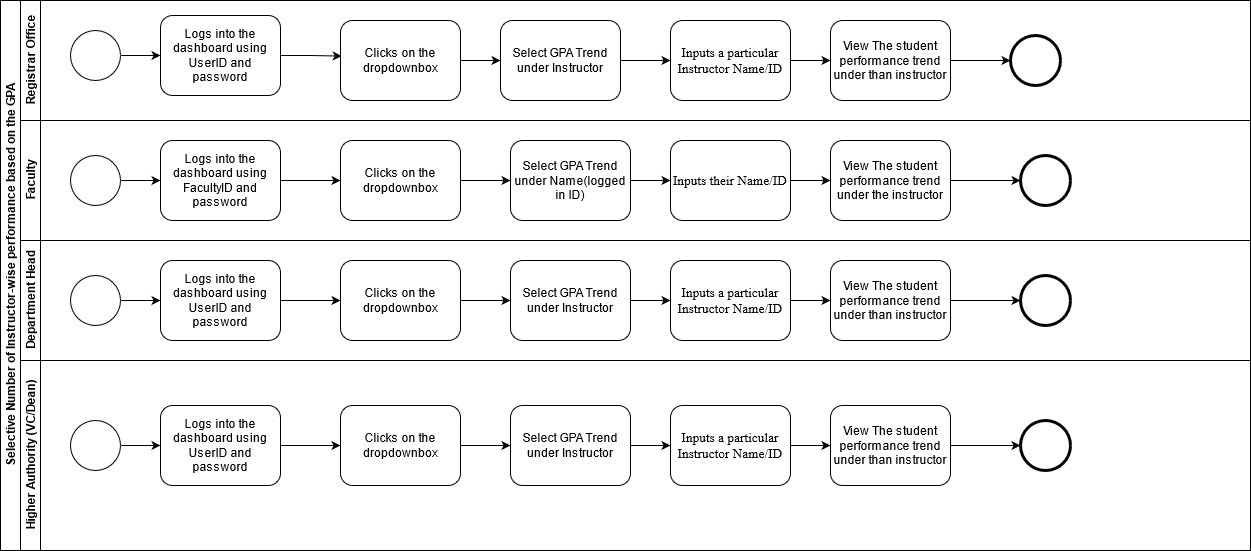 Selective Number of Instructor-wise performance based on the GPA
Registrar Office
Logs into the
dashboard using
UserID and
password
Clicks on the
dropdownbox
Select GPA Trend
under Instructor
Inputs a particular
Instructor Name/ID
View The student
performance trend
under than instructor
Faculty
Logs into the
dashboard using
FacultyID and
password
Clicks on the
dropdownbox
Select GPA Trend
under Name(logged
in ID)
Inputs their Name/ID
View The student
performance trend
under the instructor
Department Head
Logs into the
dashboard using
UserID and
password
Clicks on the
dropdownbox
Select GPA Trend
under Instructor
Inputs a particular
Instructor Name/ID
View The student
performance trend
under than instructor
Higher Authority (VC/Dean)
Logs into the
dashboard using
UserID and
password
Clicks on the
dropdownbox
Select GPA Trend
under Instructor
Inputs a particular
Instructor Name/ID
View The student
performance trend
under than instructor